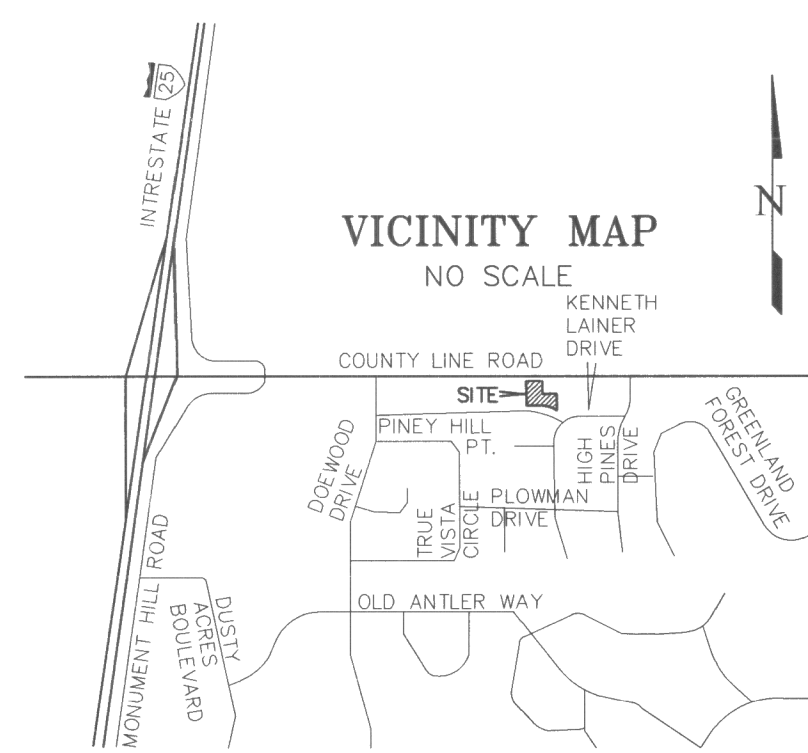 25
INTRESTATE
VICINITY MAP
NO SCALE
N
KENNETH
LAINER
DRIVE
COUNTY LINE ROAD
SITE
PINEY HILL
PT.
DOEWOOD
DRIVE
HIGH
PINES
DRIVE
GREENLAND
FOREST DRIVE
TRUE
VISTA
CIRCLE
PLOWMAN
DRIVE
OLD ANTLER WAY
MONUMENT HILL ROAD
DUSTY
ACRES
BOULEVARD